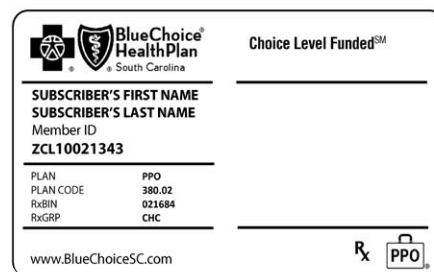 BlueChoice®
HealthPlan
® ® South Carolina
Choice Level Funded℠
SUBSCRIBER'S FIRST NAME
SUBSCRIBER'S LAST NAME
Member ID
ZCL10021343
PLAN PPO
PLAN CODE 380.02
RxBIN 021684
RxGRP CHC
www.BlueChoiceSC.com
Rx PPO®